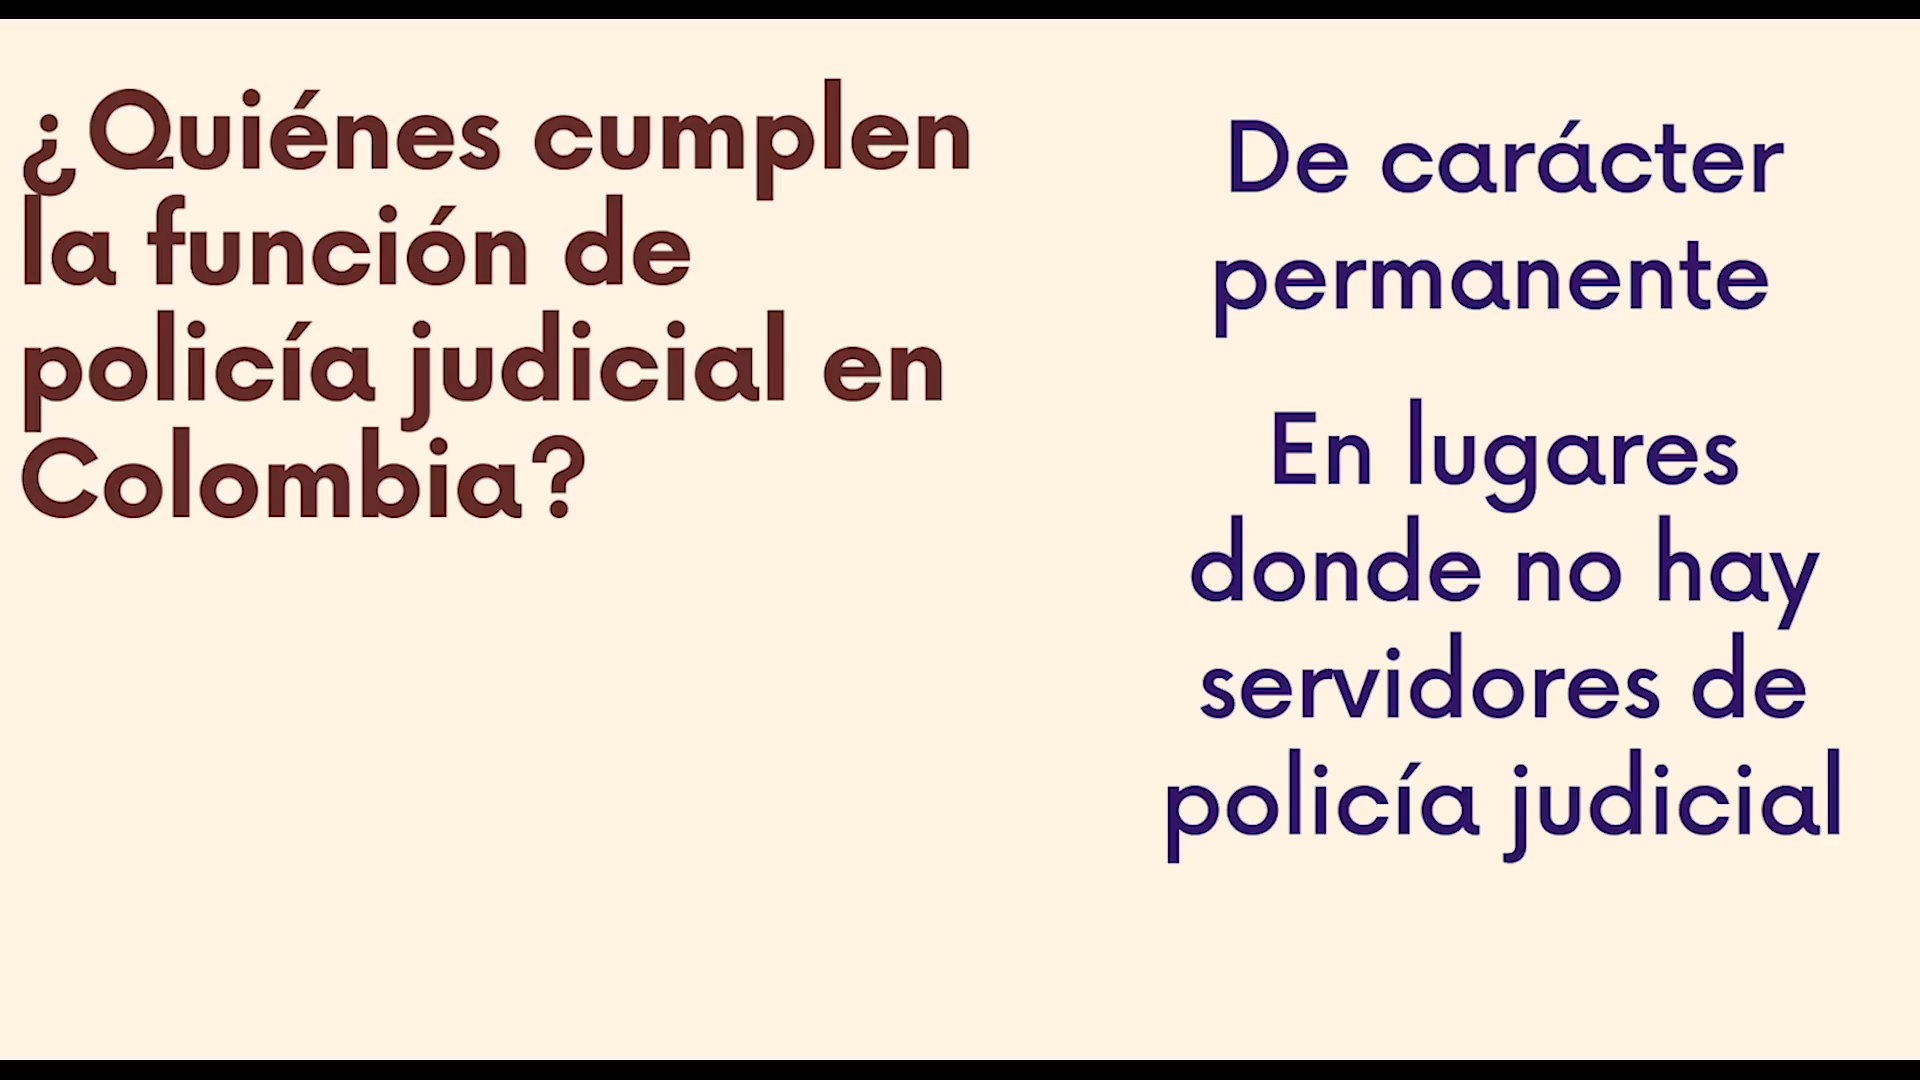 ¿Quiénes cumplen
la función de
policía judicial en
Colombia?
De carácter
permanente
En lugares
donde no hay
servidores de
policía judicial